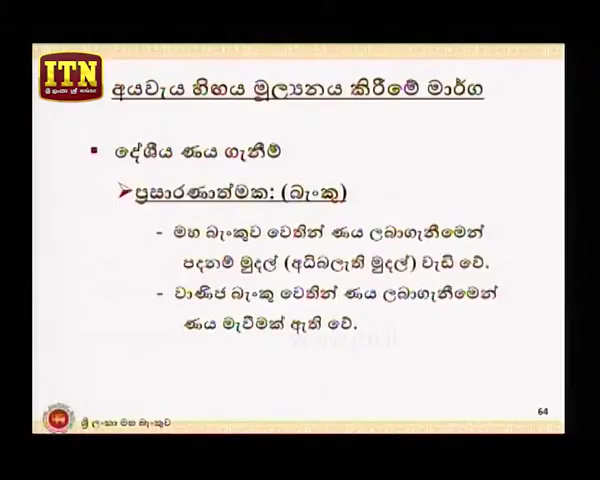 ITN
ශ්‍රී ලංකා
අයවැය හිඟය මූල්‍යනය කිරීමේ මාර්ග
▪ දේශීය ණය ගැනීම්
➢ ප්‍රසාරණාත්මක: (බැංකු)
- මහ බැංකුව වෙතින් ණය ලබාගැනීමෙන්
පදනම් මුදල් (අධිබලැති මුදල්) වැඩි වේ.
- වාණිජ බැංකු වෙතින් ණය ලබාගැනීමෙන්
ණය මැවීමක් ඇති වේ.
64
ශ්‍රී ලංකා මහ බැංකුව